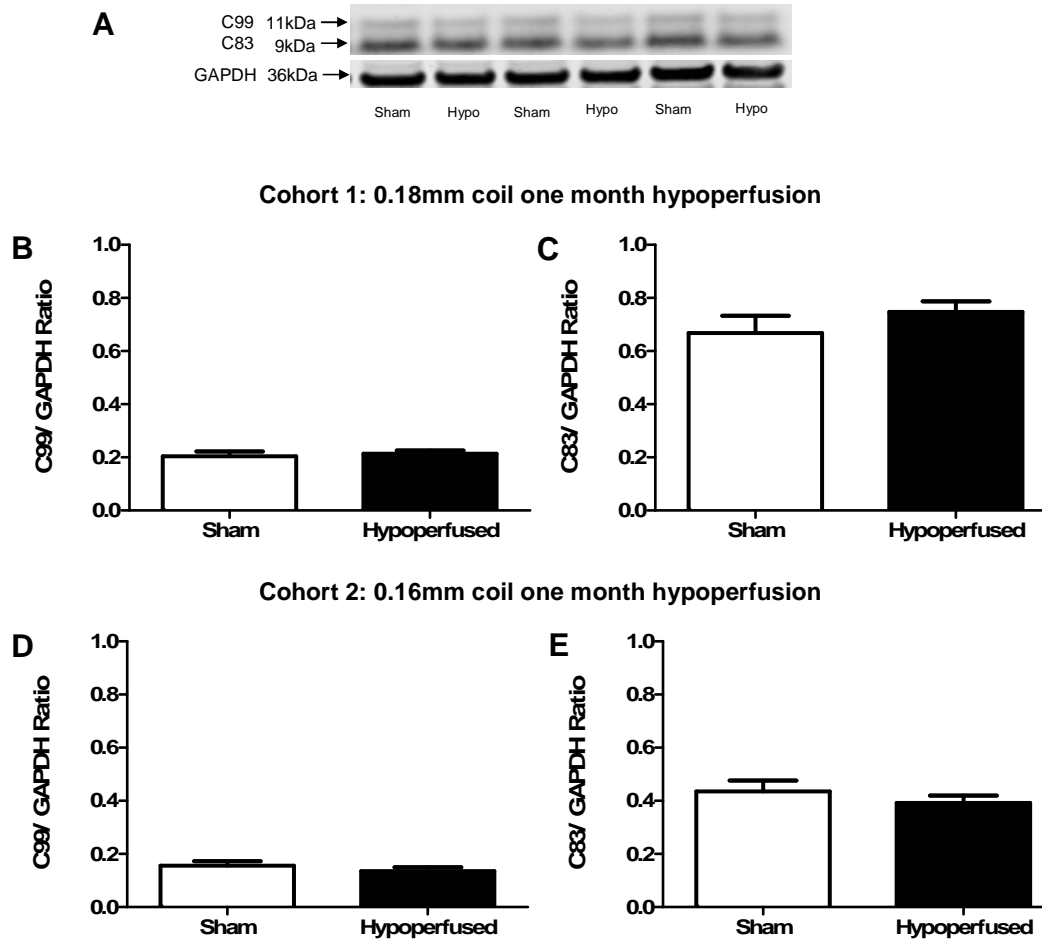 A
C99 11kDa
C83 9kDa
GAPDH 36kDa
Sham Hypo Sham Hypo Sham Hypo
Cohort 1: 0.18mm coil one month hypoperfusion
B
C99/ GAPDH Ratio
1.0
0.8
0.6
0.4
0.2
0.0
Sham Hypoperfused
C
C83/ GAPDH Ratio
1.0
0.8
0.6
0.4
0.2
0.0
Sham Hypoperfused
Cohort 2: 0.16mm coil one month hypoperfusion
D
C99/ GAPDH Ratio
1.0
0.8
0.6
0.4
0.2
0.0
Sham Hypoperfused
E
C83/ GAPDH Ratio
1.0
0.8
0.6
0.4
0.2
0.0
Sham Hypoperfused